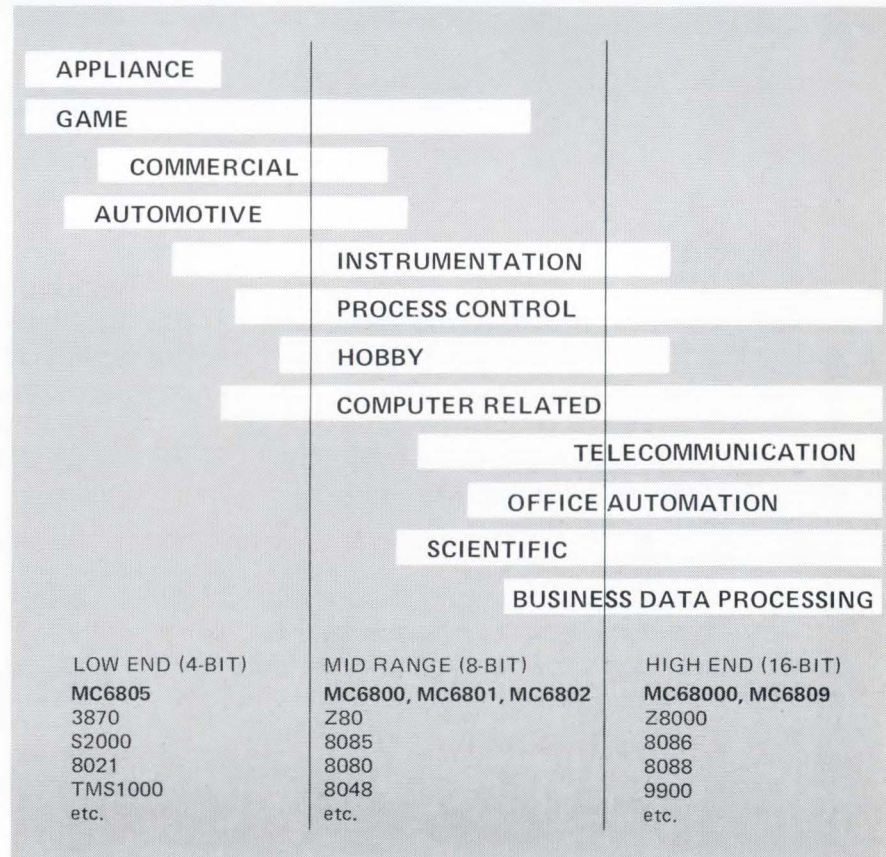 APPLIANCE
GAME
COMMERCIAL
AUTOMOTIVE
INSTRUMENTATION
PROCESS CONTROL
HOBBY
COMPUTER RELATED
TELECOMMUNICATION
OFFICE AUTOMATION
SCIENTIFIC
BUSINESS DATA PROCESSING
LOW END (4-BIT)
MC6805
3870
S2000
8021
TMS1000
etc.
MID RANGE (8-BIT)
MC6800, MC6801, MC6802
Z80
8085
8080
8048
etc.
HIGH END (16-BIT)
MC68000, MC6809
Z8000
8086
8088
9900
etc.